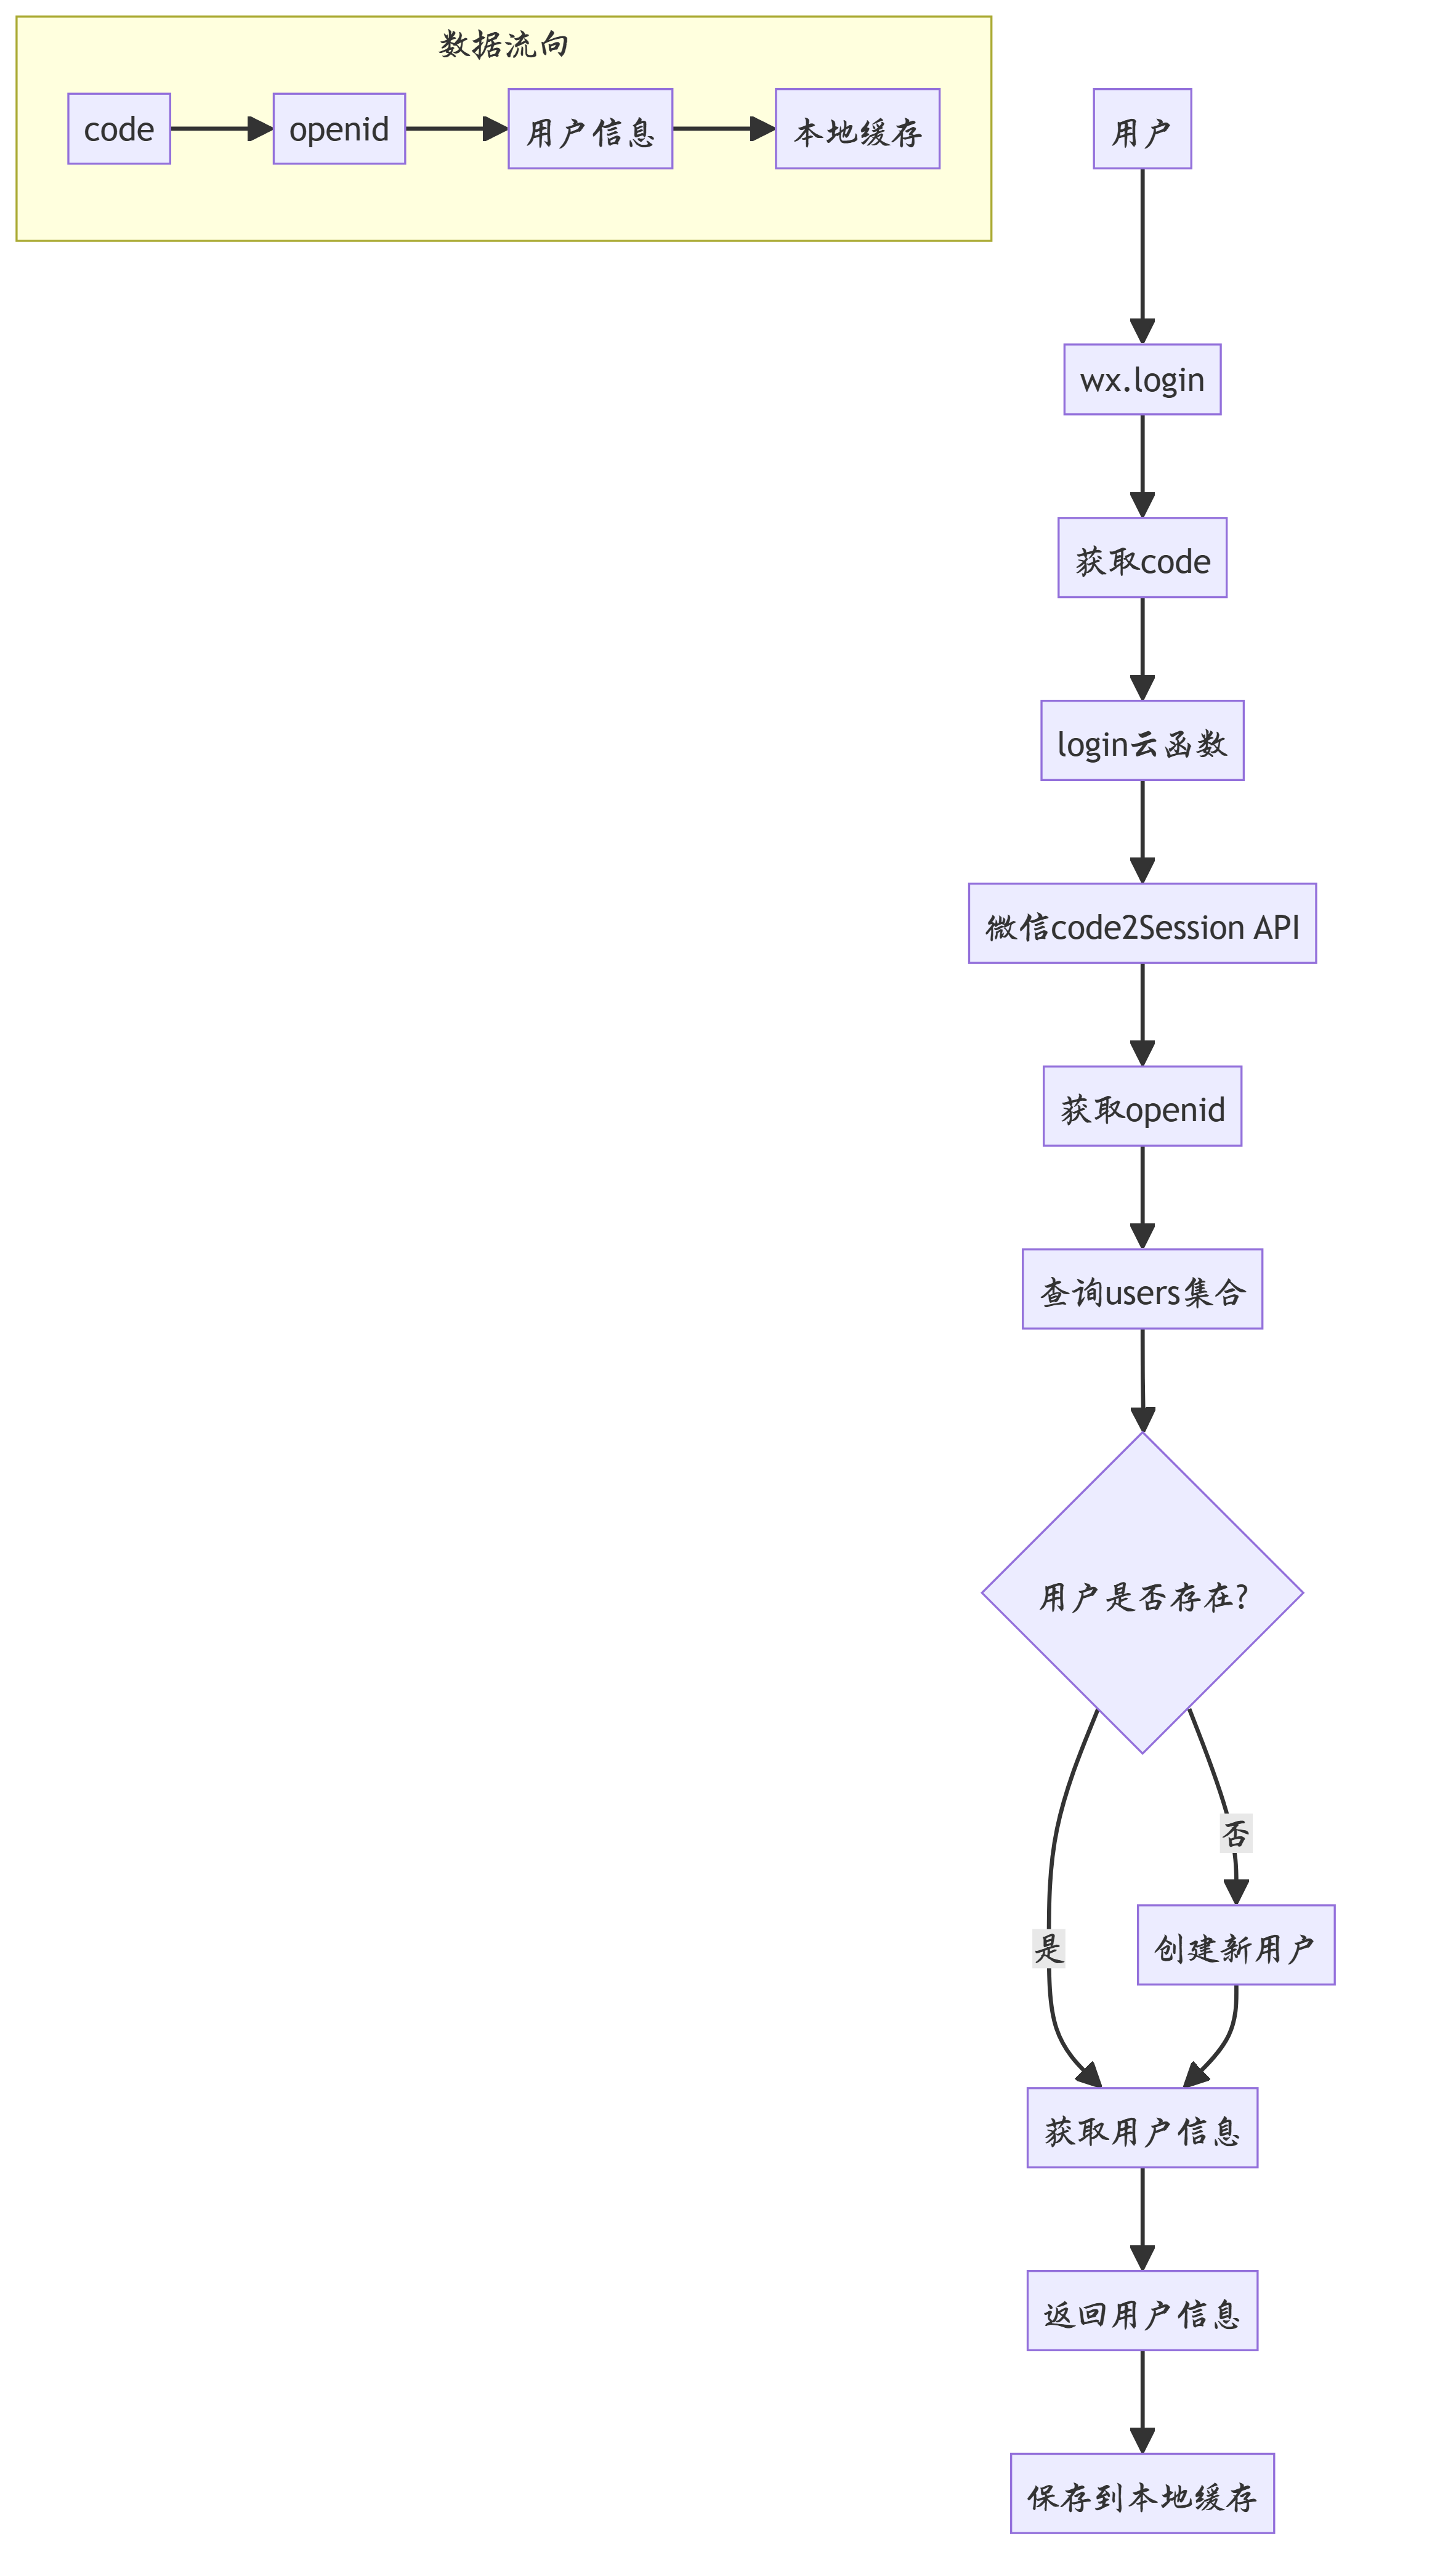 数据流向
code
openid
用户信息
本地缓存
用户
wx.login
获取code
login云函数
微信code2Session API
获取openid
查询users集合
用户是否存在?
否
是
创建新用户
获取用户信息
返回用户信息
保存到本地缓存